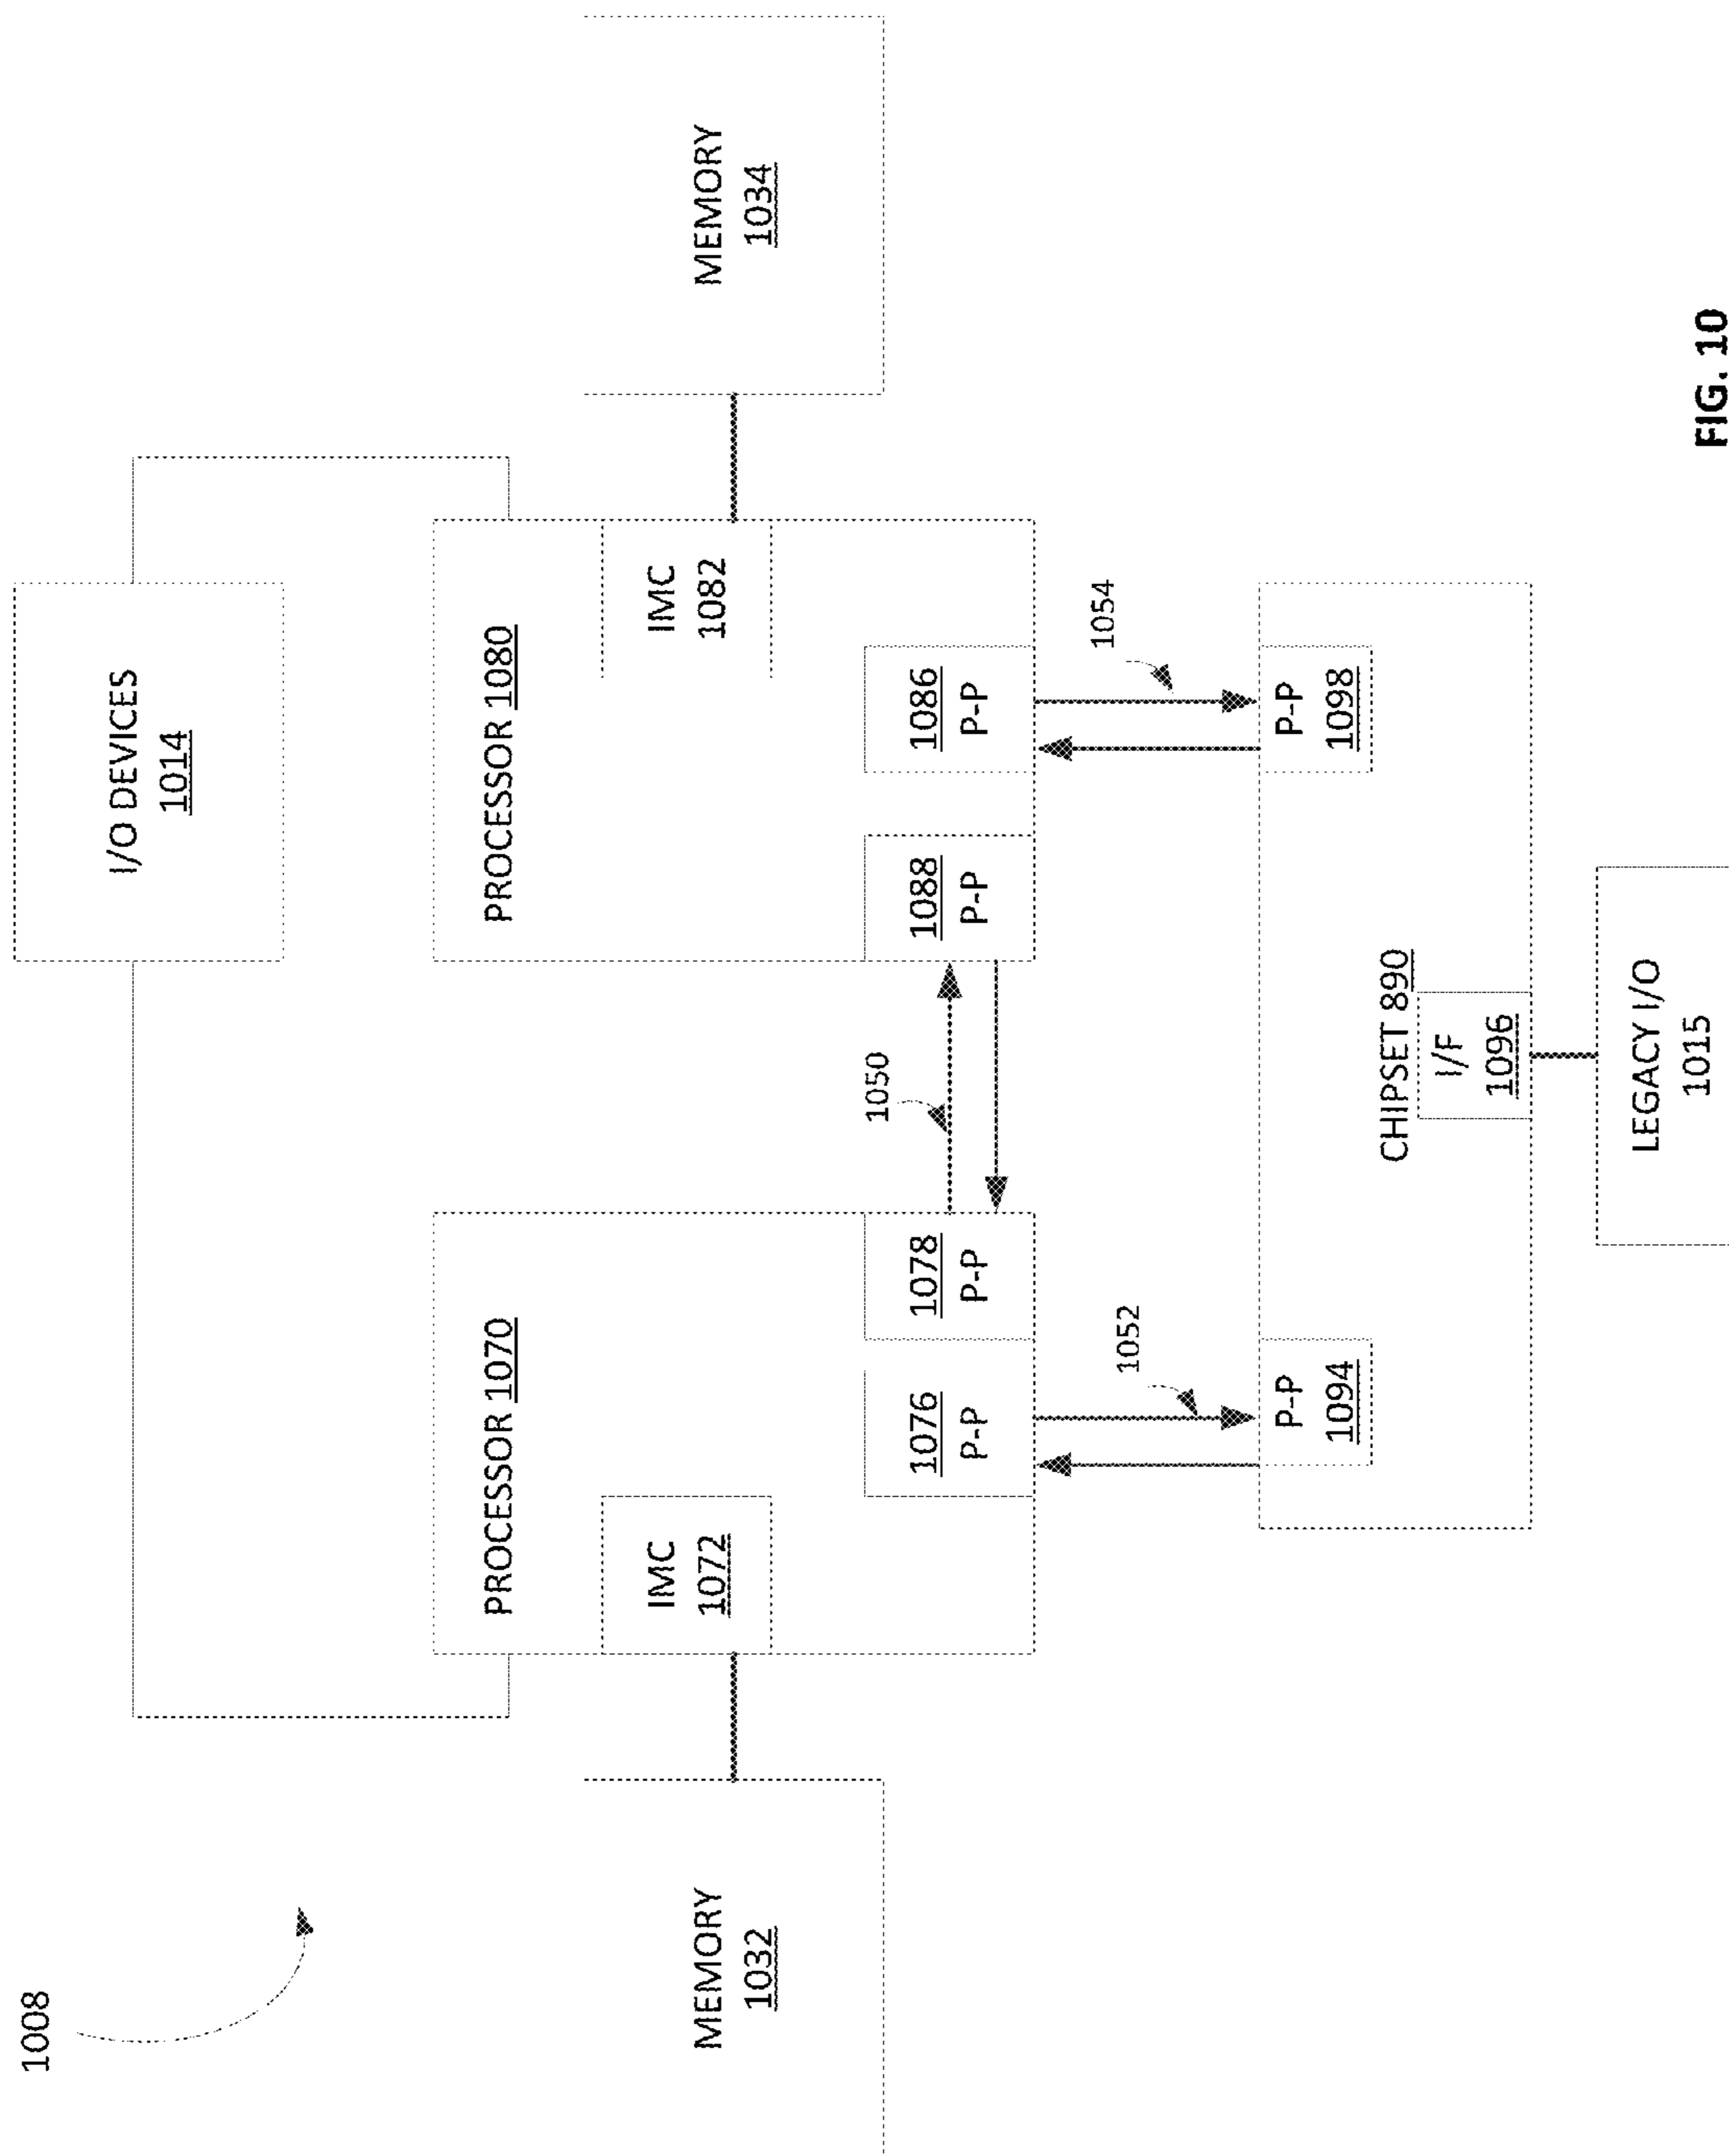 1008
I/O DEVICES
1014
PROCESSOR 1070
PROCESSOR 1080
MEMORY
1032
IMC
1072
IMC
1082
MEMORY
1034
1076
P-P
1078
P-P
1050
1088
P-P
1086
P-P
1052
1054
P-P
1094
P-P
1098
CHIPSET 890
I/F
1096
LEGACY I/O
1015
FIG. 10